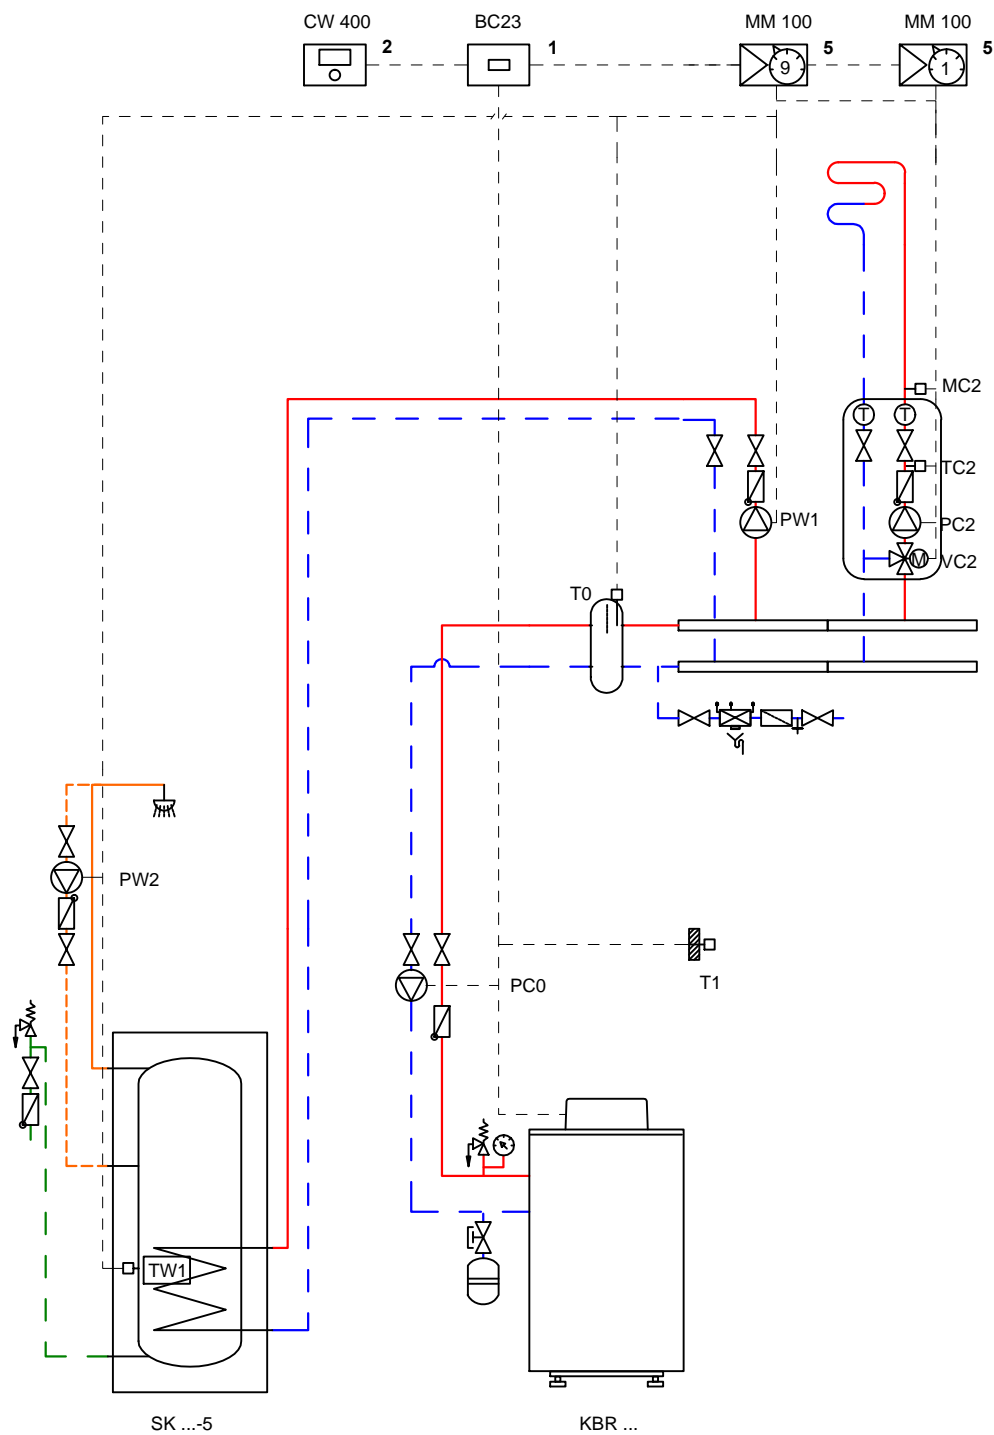 CW 400
BC23
MM 100
MM 100
2
1
5
5
9
1
MC2
T
T
TC2
PW1
PC2
M
VC2
T0
PW2
PC0
T1
TW1
SK ...-5
KBR ...